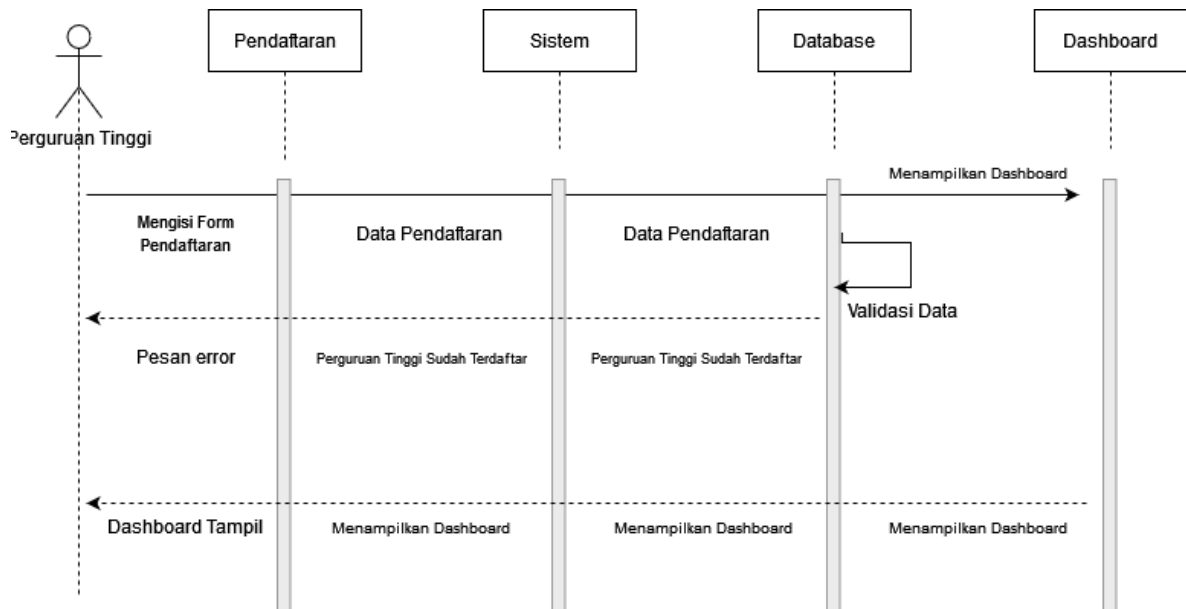 Pendaftaran
Sistem
Database
Dashboard
Perguruan Tinggi
Menampilkan Dashboard
Mengisi Form
Pendaftaran
Data Pendaftaran
Data Pendaftaran
Validasi Data
Pesan error
Perguruan Tinggi Sudah Terdaftar
Perguruan Tinggi Sudah Terdaftar
Dashboard Tampil
Menampilkan Dashboard
Menampilkan Dashboard
Menampilkan Dashboard